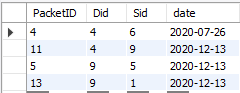 PacketID Did Sid date
4 4 6 2020-07-26
11 4 9 2020-12-13
5 9 5 2020-12-13
13 9 1 2020-12-13